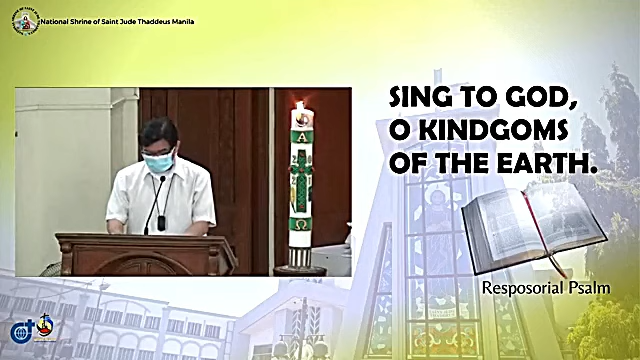 National Shrine of Saint Jude Thaddeus Manila
SING TO GOD,
O KINDGOMS
OF THE EARTH.
A
Ω
Resposorial Psalm